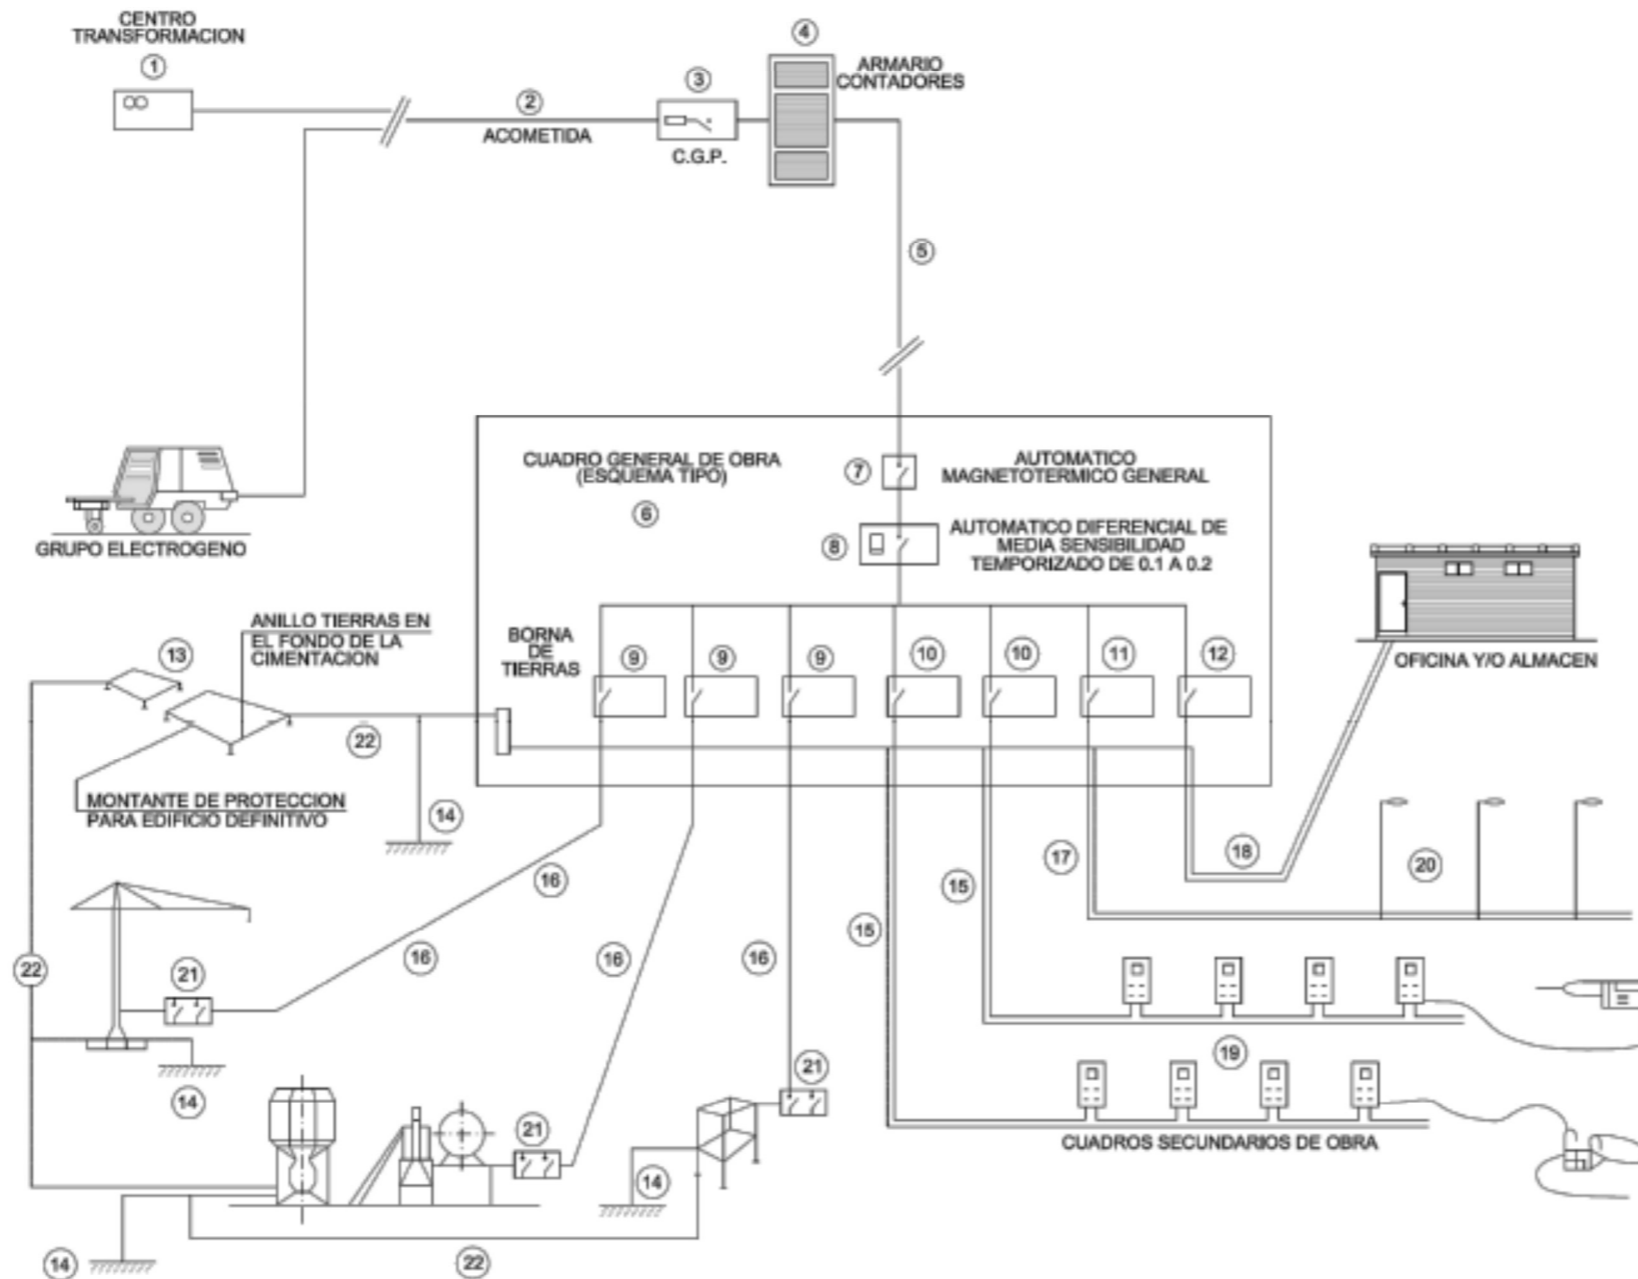 CENTRO
TRANSFORMACION
1
2
ACOMETIDA
3
C.G.P.
4
ARMARIO
CONTADORES
5
GRUPO ELECTROGENO
CUADRO GENERAL DE OBRA
(ESQUEMA TIPO)
6
7
AUTOMATICO
MAGNETOTERMICO GENERAL
8
AUTOMATICO DIFERENCIAL DE
MEDIA SENSIBILIDAD
TEMPORIZADO DE 0.1 A 0.2
OFICINA Y/O ALMACEN
ANILLO TIERRAS EN
EL FONDO DE LA
CIMENTACION
13
BORNA
DE
TIERRAS
9
9
9
10
10
11
12
22
MONTANTE DE PROTECCION
PARA EDIFICIO DEFINITIVO
14
16
17
18
20
15
15
16
16
16
22
21
14
19
21
21
CUADROS SECUNDARIOS DE OBRA
14
14
22